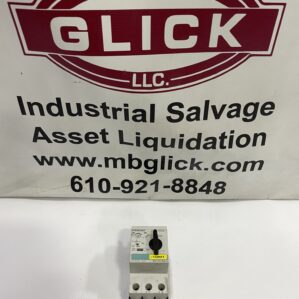 GLICK
LLC.
Industrial Salvage
Asset Liquidation
www.mbglick.com
610-921-8848